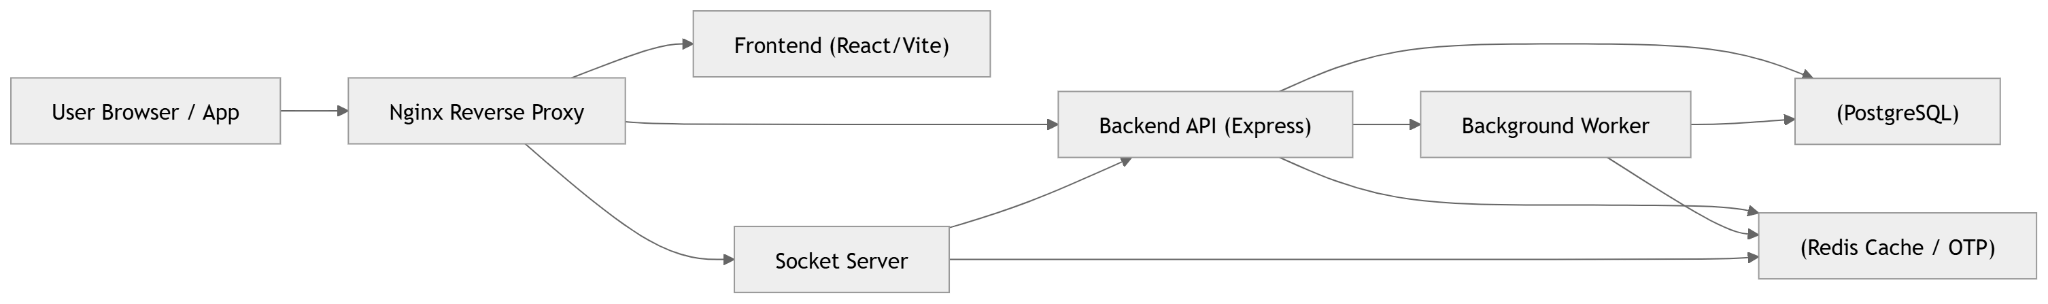 User Browser / App
Nginx Reverse Proxy
Frontend (React/Vite)
Backend API (Express)
Background Worker
(PostgreSQL)
Socket Server
(Redis Cache / OTP)